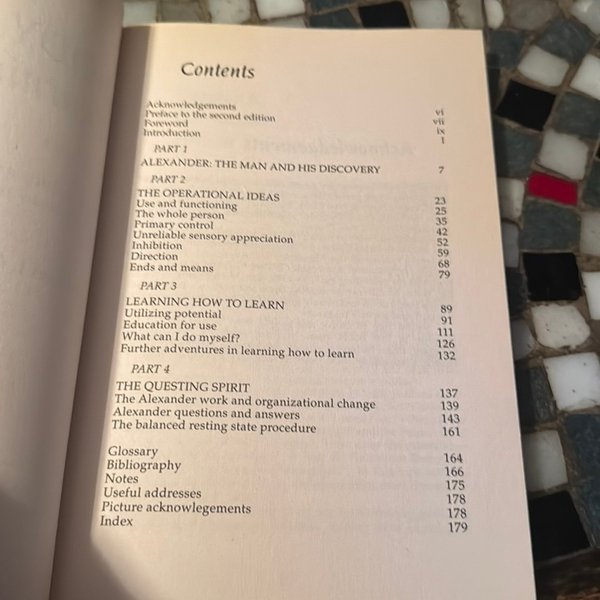 Contents
Acknowledgements vi
Preface to the second edition vii
Foreword ix
Introduction 1
PART 1
ALEXANDER: THE MAN AND HIS DISCOVERY 7
PART 2
THE OPERATIONAL IDEAS 23
Use and functioning 25
The whole person 35
Primary control 42
Unreliable sensory appreciation 52
Inhibition 59
Direction 68
Ends and means 79
PART 3
LEARNING HOW TO LEARN 89
Utilizing potential 91
Education for use 111
What can I do myself? 126
Further adventures in learning how to learn 132
PART 4
THE QUESTING SPIRIT 137
The Alexander work and organizational change 139
Alexander questions and answers 143
The balanced resting state procedure 161
Glossary 164
Bibliography 166
Notes 175
Useful addresses 178
Picture acknowlegements 178
Index 179